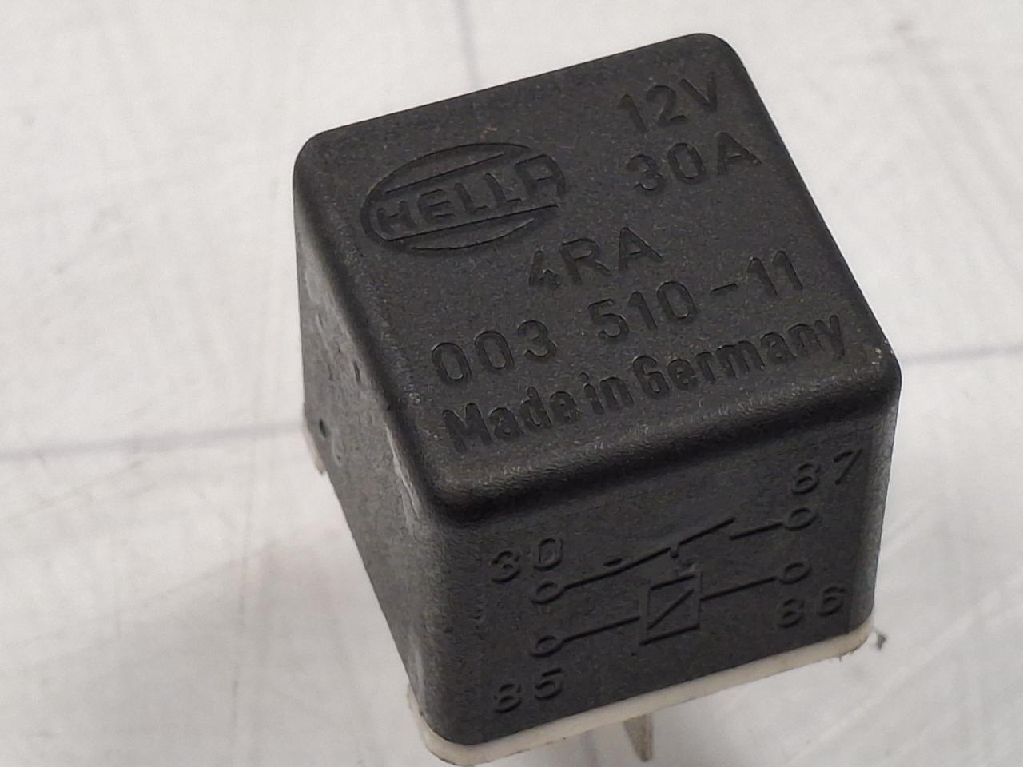 12V
HELLA 30A
4RA
003 510-11
Made in Germany
87
30
86
85